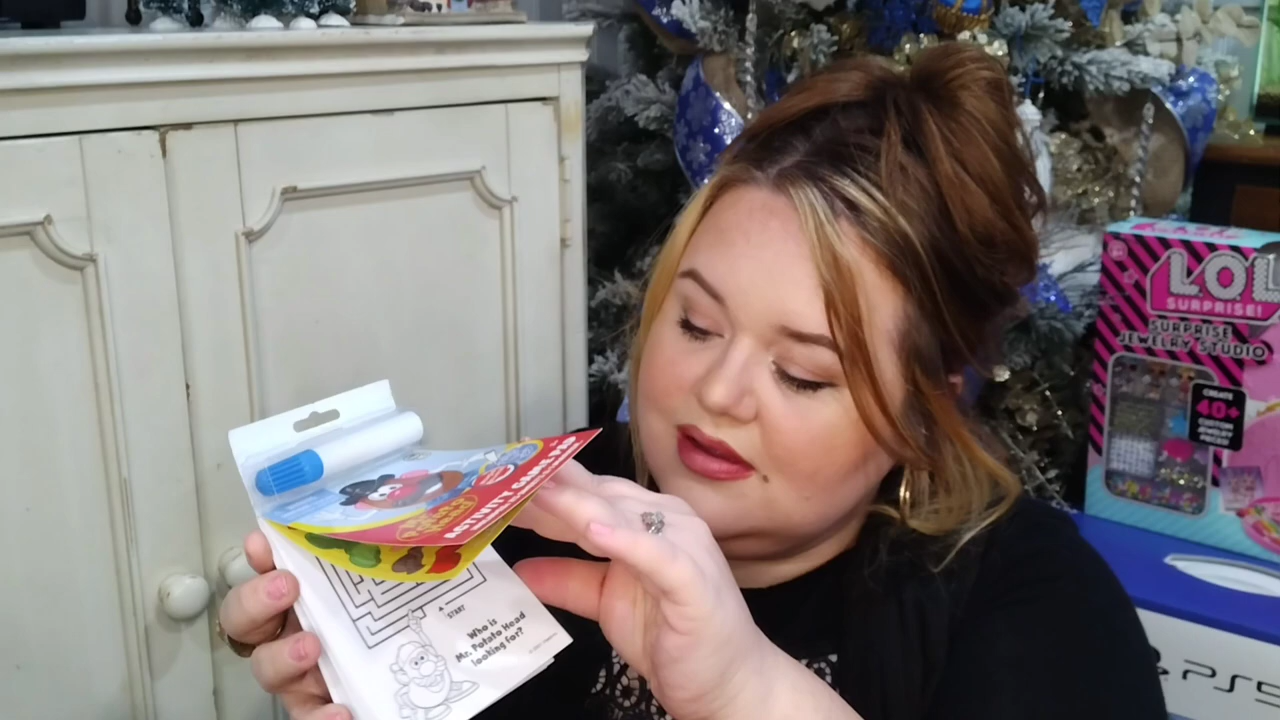 ACTIVITY GAME PAD
START
Who is
Mr. Potato Head
looking for?
L.O.L.
SURPRISE!
SURPRISE
JEWELRY STUDIO
CREATE
40+
CUSTOM
JEWELRY
PIECES!
PS5